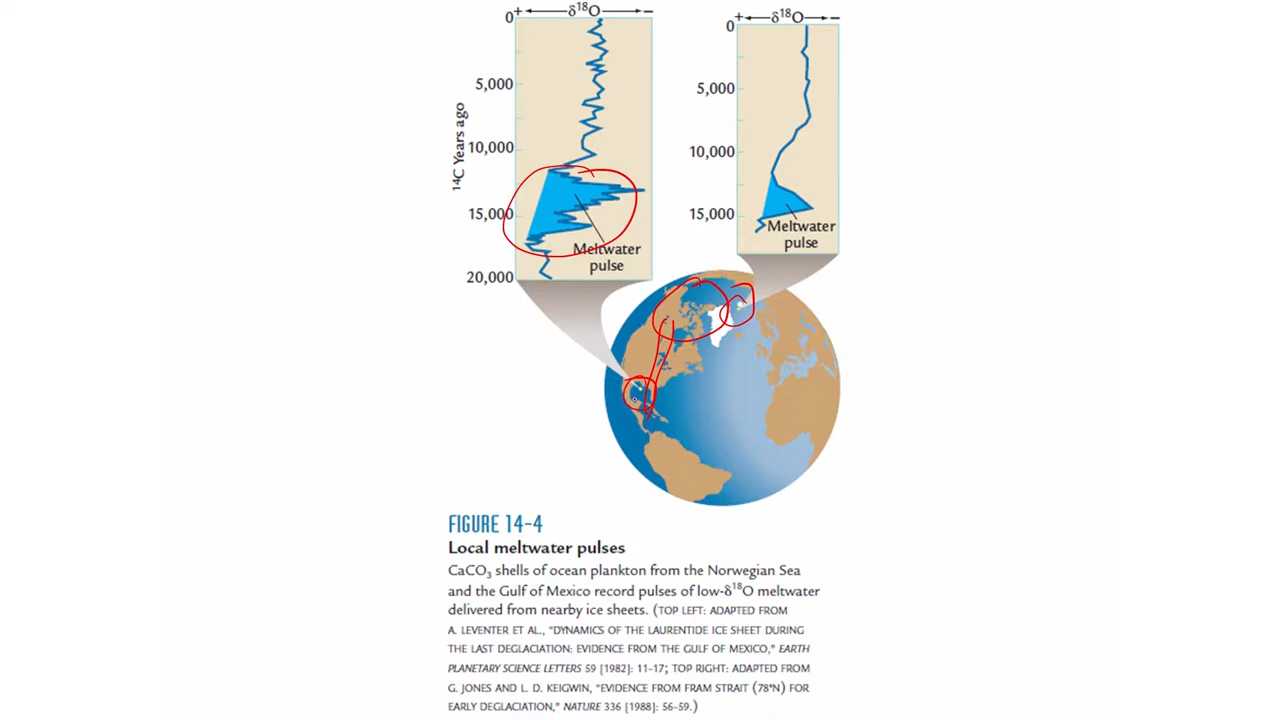 0+ ← δ¹⁸O → −
5,000
10,000
15,000
20,000
¹⁴C Years ago
Meltwater
pulse
+ ← δ¹⁸O → −
0
5,000
10,000
15,000
Meltwater
pulse
FIGURE 14–4
Local meltwater pulses
CaCO₃ shells of ocean plankton from the Norwegian Sea
and the Gulf of Mexico record pulses of low-δ¹⁸O meltwater
delivered from nearby ice sheets. (TOP LEFT: ADAPTED FROM
A. LEVENTER ET AL., “DYNAMICS OF THE LAURENTIDE ICE SHEET DURING
THE LAST DEGLACIATION: EVIDENCE FROM THE GULF OF MEXICO,” EARTH
PLANETARY SCIENCE LETTERS 59 [1982]: 11-17; TOP RIGHT: ADAPTED FROM
G. JONES AND L. D. KEIGWIN, “EVIDENCE FROM FRAM STRAIT (78°N) FOR
EARLY DEGLACIATION,” NATURE 336 [1988]: 56-59.)